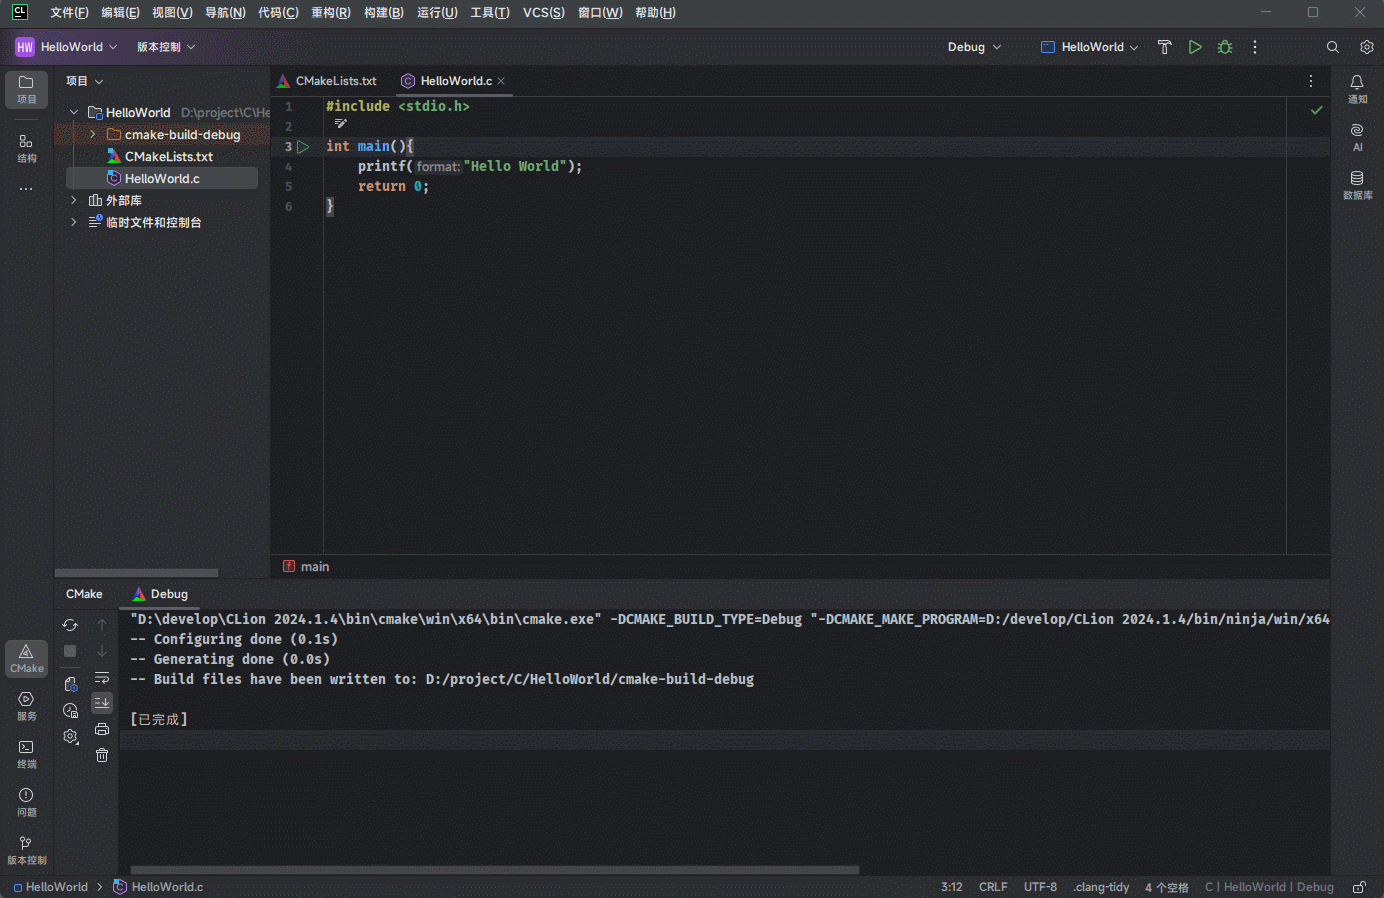 CL 文件(F) 编辑(E) 视图(V) 导航(N) 代码(C) 重构(R) 构建(B) 运行(U) 工具(T) VCS(S) 窗口(W) 帮助(H)
HW HelloWorld 版本控制 Debug HelloWorld
项目
结构
项目
HelloWorld D:\project\C\He
cmake-build-debug
CMakeLists.txt
HelloWorld.c
外部库
临时文件和控制台
CMakeLists.txt HelloWorld.c
1 #include <stdio.h>
2
3 int main(){
4 printf(format:"Hello World");
5 return 0;
6 }
main
通知
AI
数据库
CMake Debug
"D:\develop\CLion 2024.1.4\bin\cmake\win\x64\bin\cmake.exe" -DCMAKE_BUILD_TYPE=Debug "-DCMAKE_MAKE_PROGRAM=D:/develop/CLion 2024.1.4/bin/ninja/win/x64
-- Configuring done (0.1s)
-- Generating done (0.0s)
-- Build files have been written to: D:/project/C/HelloWorld/cmake-build-debug
[已完成]
CMake
服务
终端
问题
版本控制
HelloWorld HelloWorld.c 3:12 CRLF UTF-8 .clang-tidy 4 个空格 C | HelloWorld | Debug